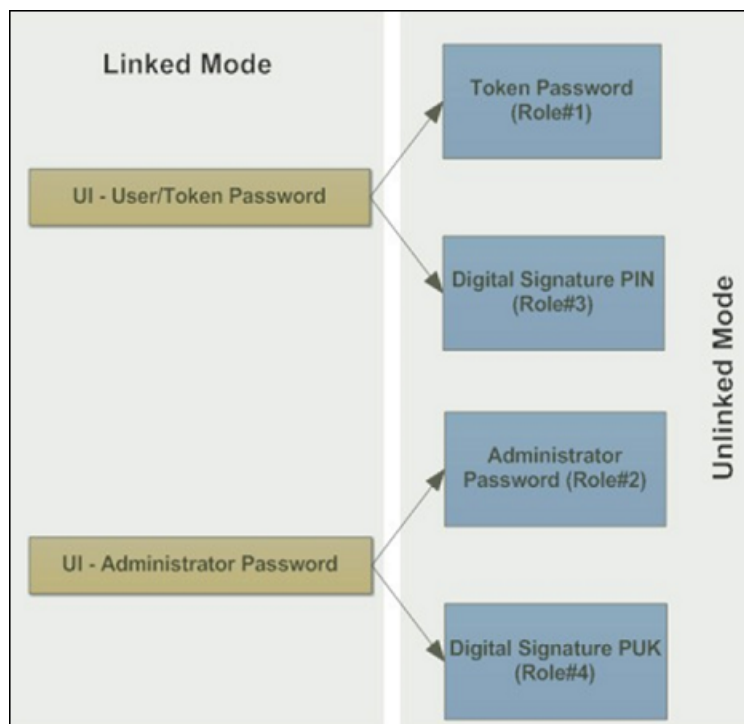 Linked Mode
UI - User/Token Password
UI - Administrator Password
Token Password
(Role#1)
Digital Signature PIN
(Role#3)
Administrator
Password (Role#2)
Digital Signature PUK
(Role#4)
Unlinked Mode